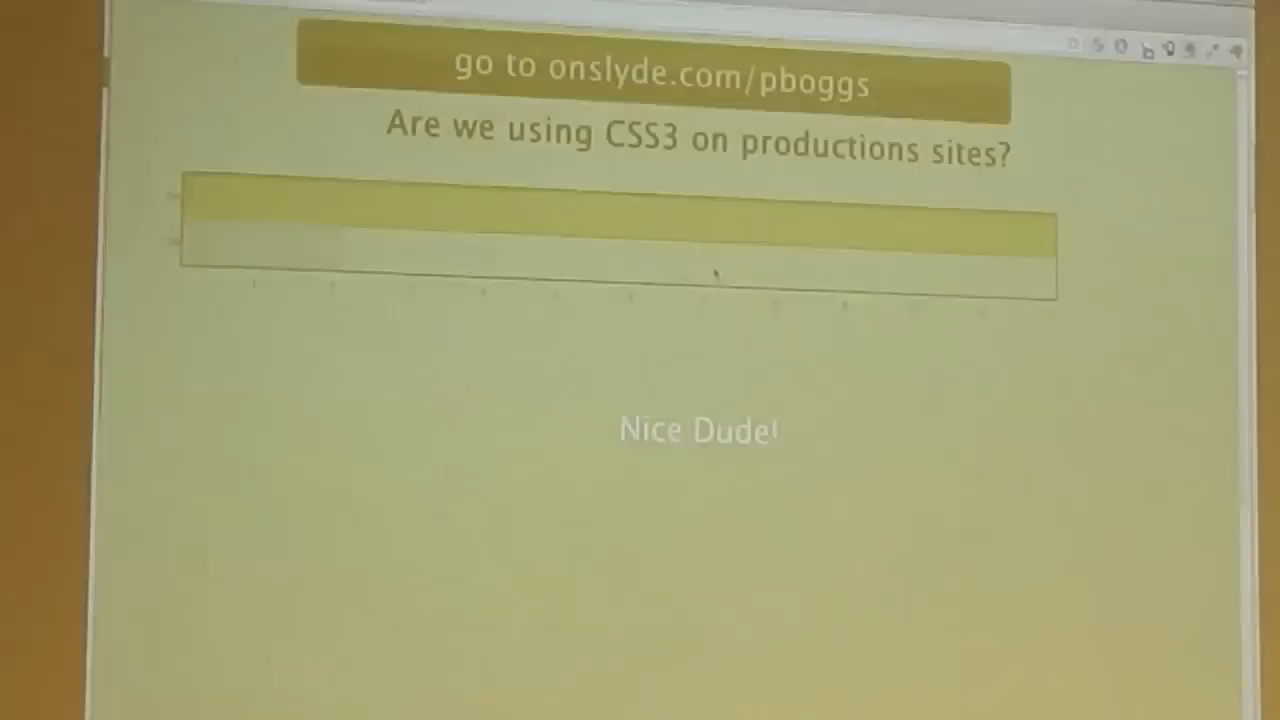 go to onslyde.com/pboggs
Are we using CSS3 on productions sites?
Nice Dude!